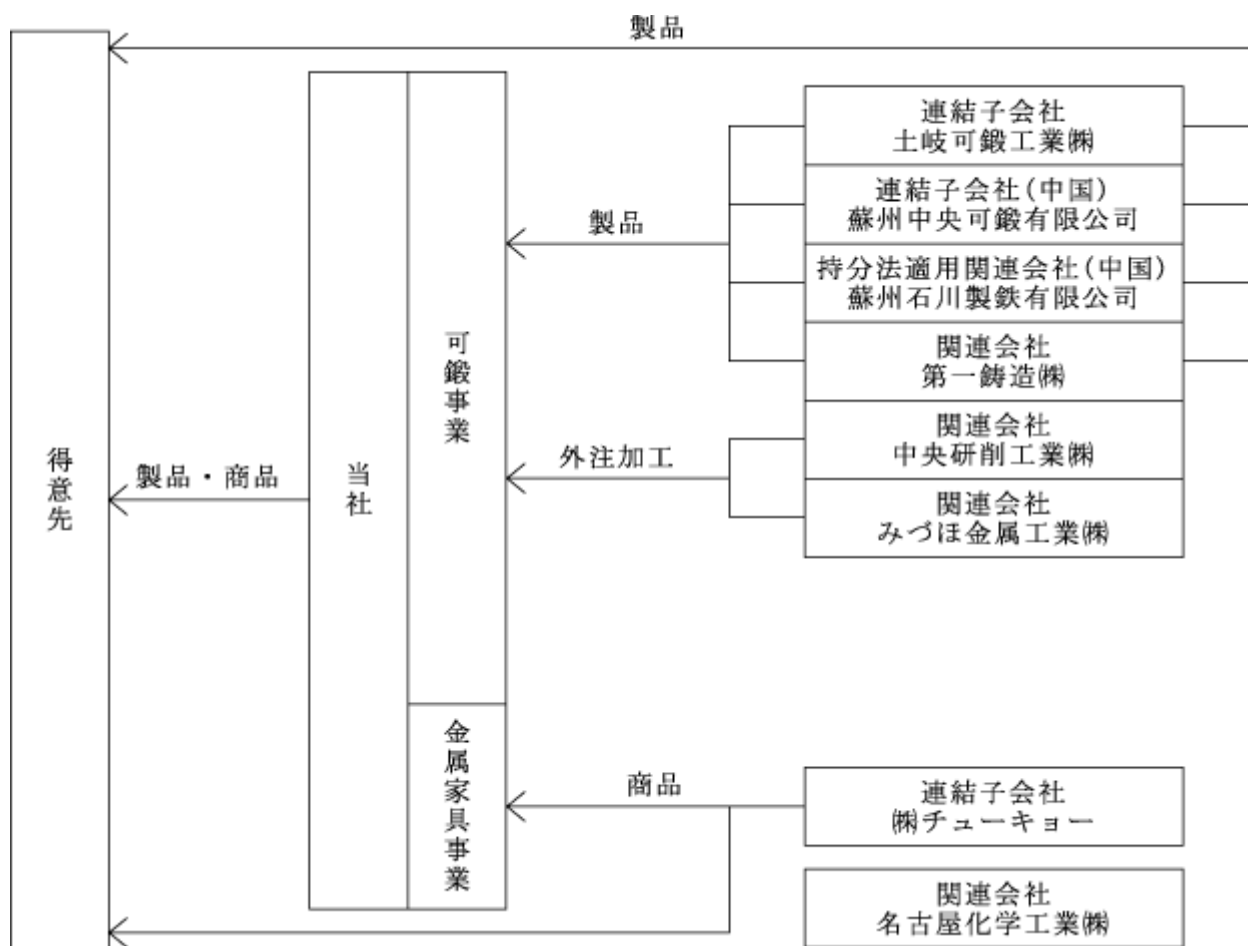 製品
連結子会社
土岐可鍛工業㈱
連結子会社(中国)
蘇州中央可鍛有限公司
製品
持分法適用関連会社(中国)
蘇州石川製鉄有限公司
関連会社
第一鋳造㈱
可鍛事業
関連会社
中央研削工業㈱
外注加工
得意先
製品・商品
当社
関連会社
みづほ金属工業㈱
金属家具事業
商品
連結子会社
㈱チューキョー
関連会社
名古屋化学工業㈱